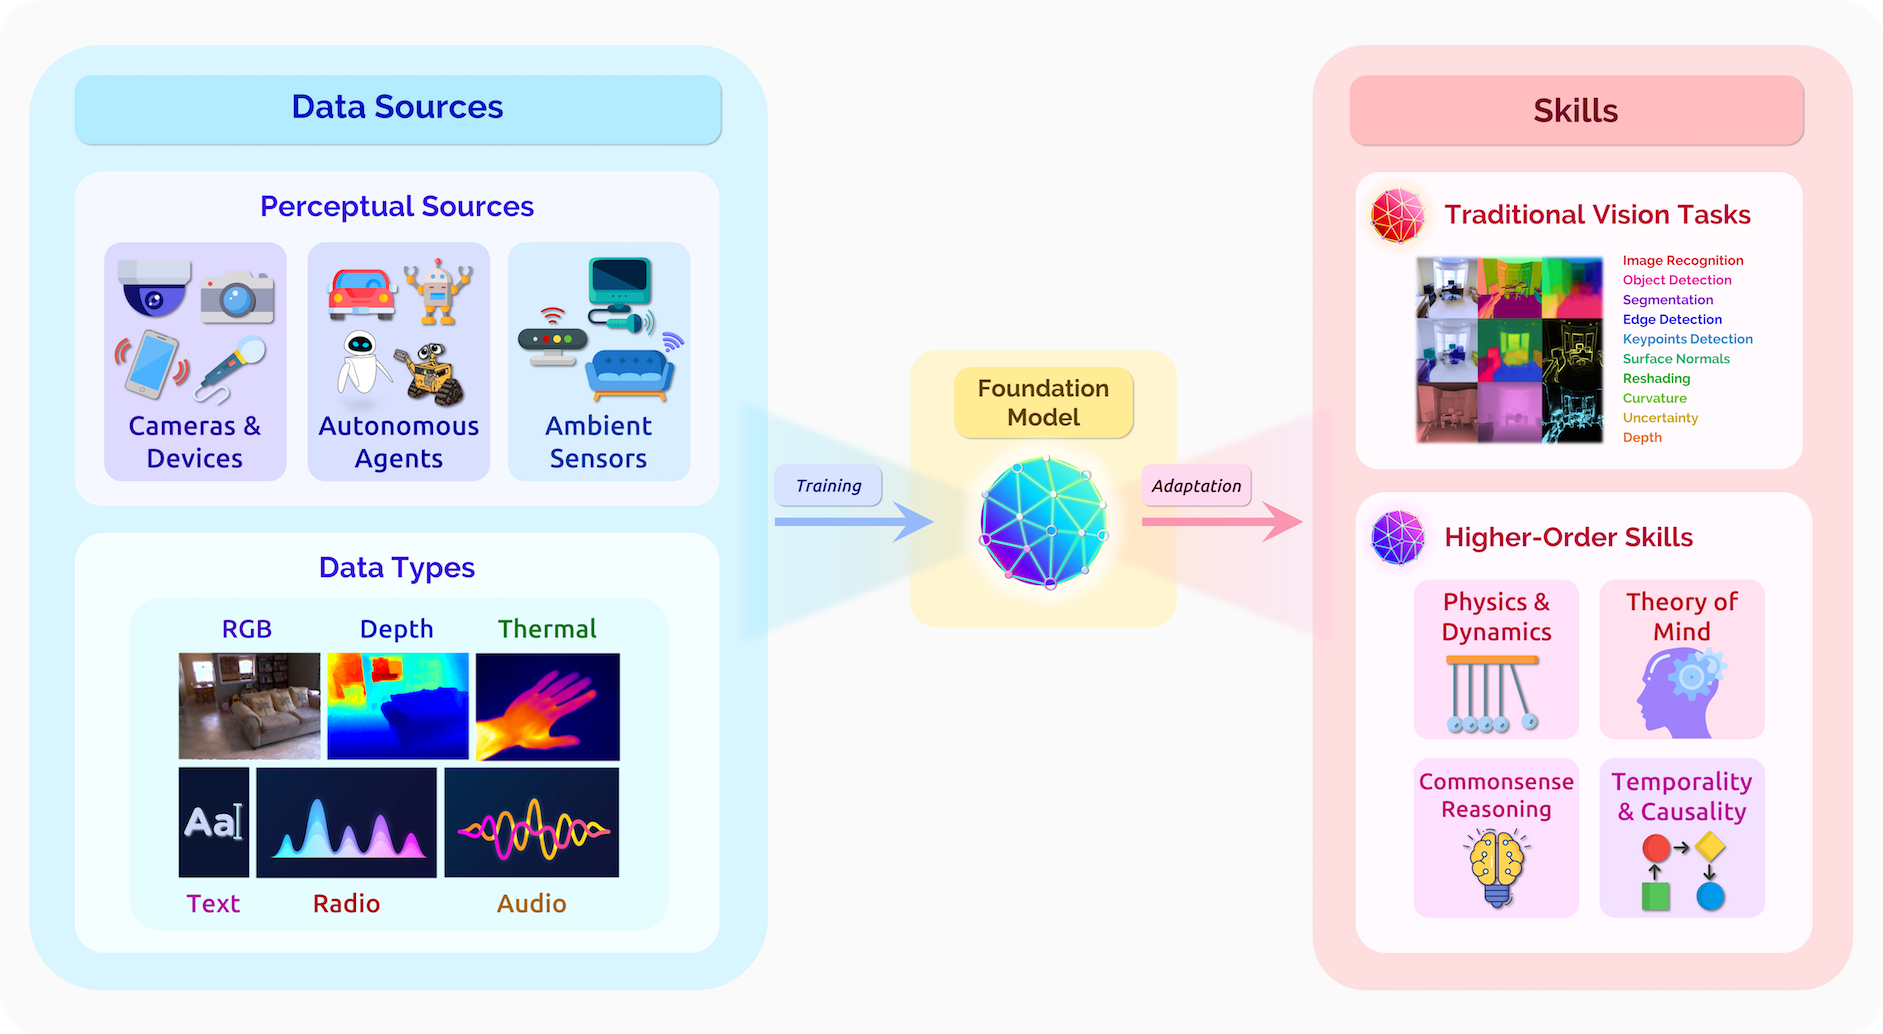 Data Sources
Perceptual Sources
Cameras &
Devices
Autonomous
Agents
Ambient
Sensors
Data Types
RGB
Depth
Thermal
Aa
Text
Radio
Audio
Training
Foundation
Model
Adaptation
Skills
Traditional Vision Tasks
Image Recognition
Object Detection
Segmentation
Edge Detection
Keypoints Detection
Surface Normals
Reshading
Curvature
Uncertainty
Depth
Higher-Order Skills
Physics &
Dynamics
Theory of
Mind
Commonsense
Reasoning
Temporality
& Causality